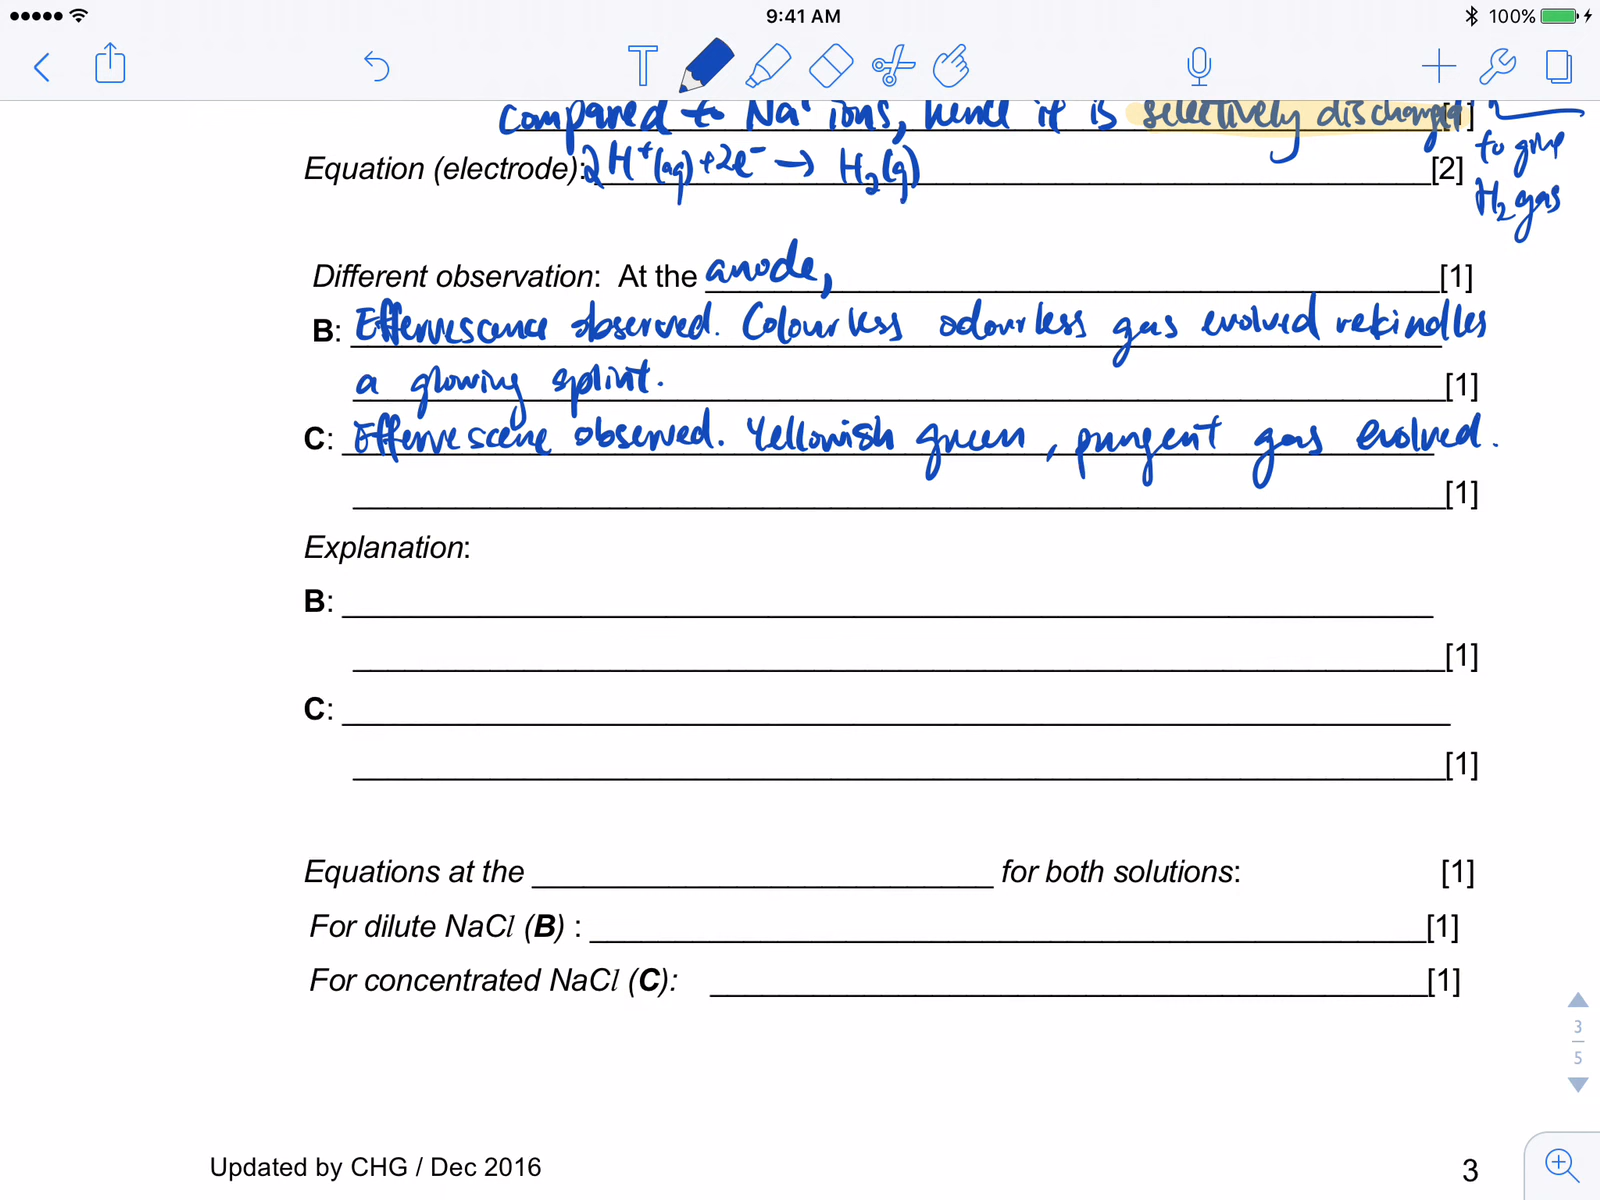 9:41 AM
100%
T
compared to Na⁺ ions, hence it is selectively discharged [1]
to give
H₂ gas
Equation (electrode): 2H⁺(aq) + 2e⁻ → H₂(g) [2]
Different observation: At the anode, [1]
B: Effervescence observed. Colourless odourless gas evolved rekindles
a glowing splint. [1]
C: Effervescene observed. Yellowish green, pungent gas evolved.
[1]
Explanation:
B:
[1]
C:
[1]
Equations at the for both solutions: [1]
For dilute NaCl (B) : [1]
For concentrated NaCl (C): [1]
3
5
Updated by CHG / Dec 2016 3